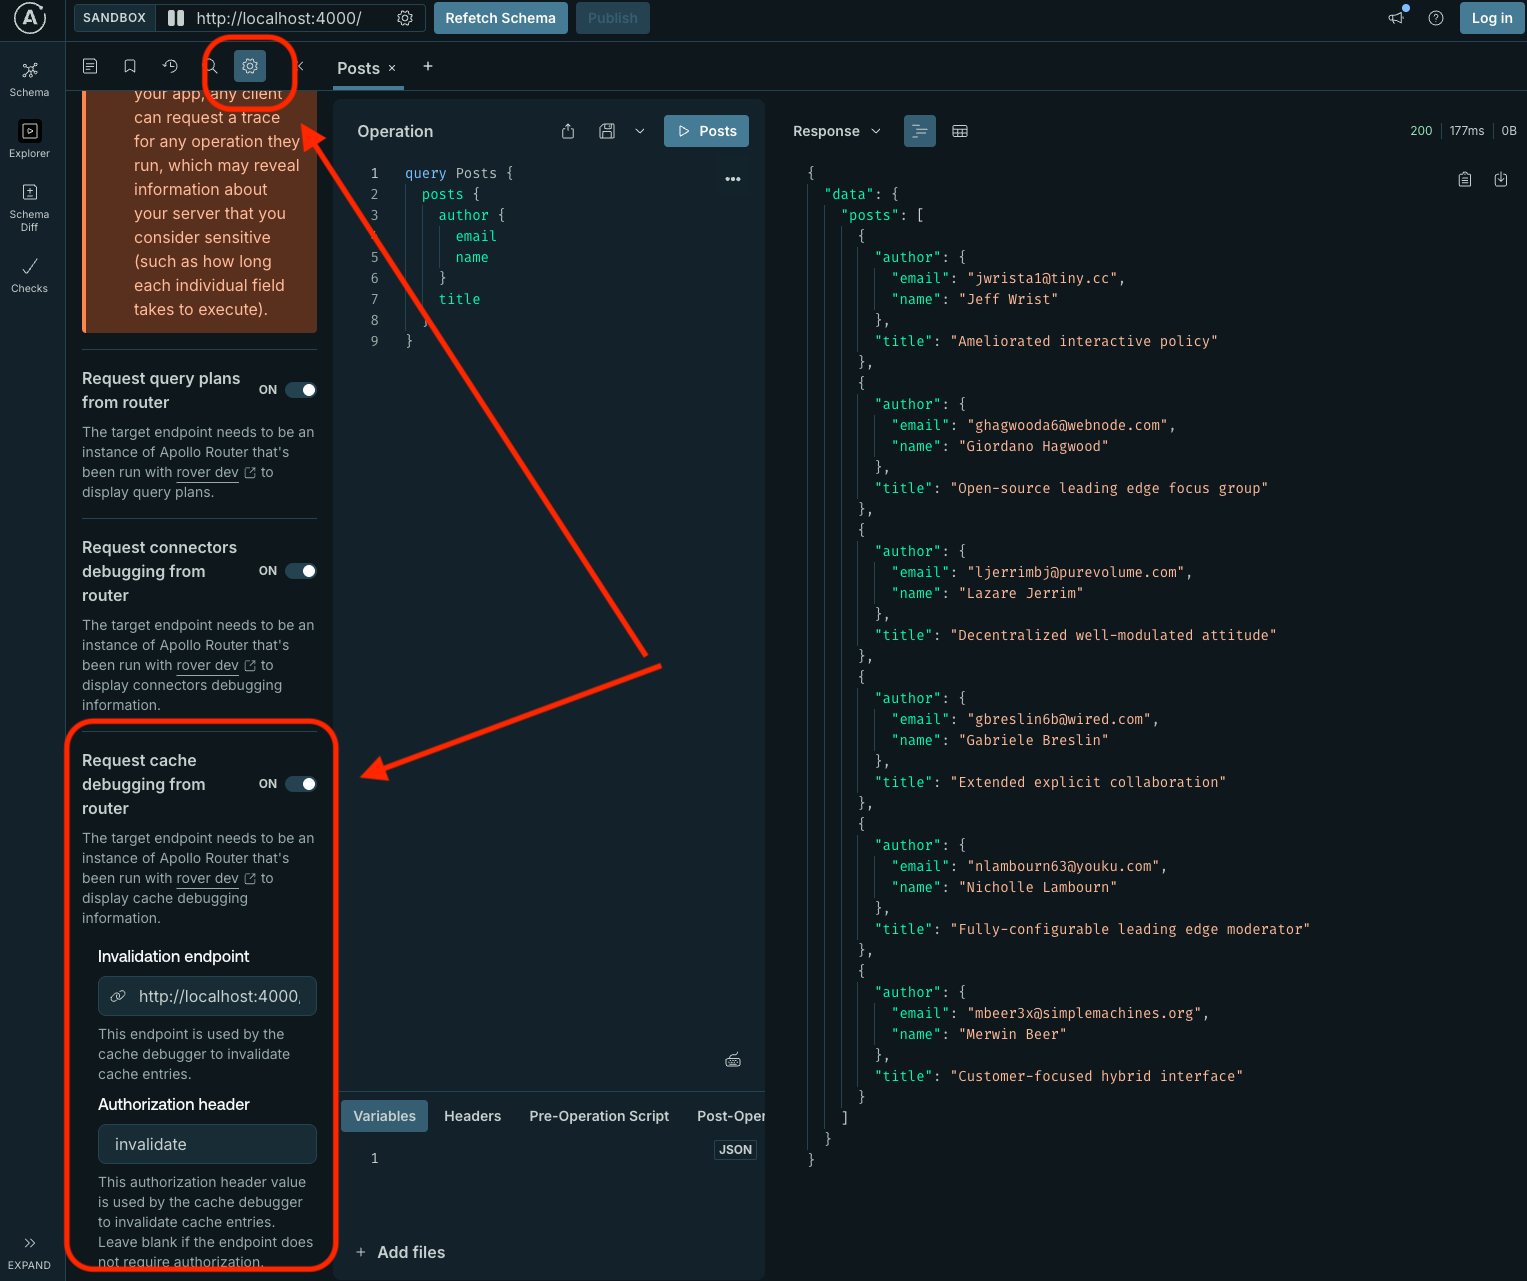 A
SANDBOX
http://localhost:4000/
Refetch Schema
Publish
Log in
Schema
Explorer
Schema
Diff
Checks
EXPAND
your app, any client
can request a trace
for any operation they
run, which may reveal
information about
your server that you
consider sensitive
(such as how long
each individual field
takes to execute).
Request query plans
from router
ON
The target endpoint needs to be an
instance of Apollo Router that's
been run with rover dev to
display query plans.
Request connectors
debugging from
router
ON
The target endpoint needs to be an
instance of Apollo Router that's
been run with rover dev to
display connectors debugging
information.
Request cache
debugging from
router
ON
The target endpoint needs to be an
instance of Apollo Router that's
been run with rover dev to
display cache debugging
information.
Invalidation endpoint
http://localhost:4000/
This endpoint is used by the
cache debugger to invalidate
cache entries.
Authorization header
invalidate
This authorization header value
is used by the cache debugger
to invalidate cache entries.
Leave blank if the endpoint does
not require authorization.
Posts × +
Operation
Posts
1 query Posts {
2 posts {
3 author {
email
5 name
6 }
7 title
8 }
9 }
Variables Headers Pre-Operation Script Post-Oper
JSON
1
+ Add files
Response
200 177ms 0B
{
"data": {
"posts": [
{
"author": {
"email": "jwrista1@tiny.cc",
"name": "Jeff Wrist"
},
"title": "Ameliorated interactive policy"
},
{
"author": {
"email": "ghagwooda6@webnode.com",
"name": "Giordano Hagwood"
},
"title": "Open-source leading edge focus group"
},
{
"author": {
"email": "ljerrimbj@purevolume.com",
"name": "Lazare Jerrim"
},
"title": "Decentralized well-modulated attitude"
},
{
"author": {
"email": "gbreslin6b@wired.com",
"name": "Gabriele Breslin"
},
"title": "Extended explicit collaboration"
},
{
"author": {
"email": "nlambourn63@youku.com",
"name": "Nicholle Lambourn"
},
"title": "Fully-configurable leading edge moderator"
},
{
"author": {
"email": "mbeer3x@simplemachines.org",
"name": "Merwin Beer"
},
"title": "Customer-focused hybrid interface"
}
]
}
}